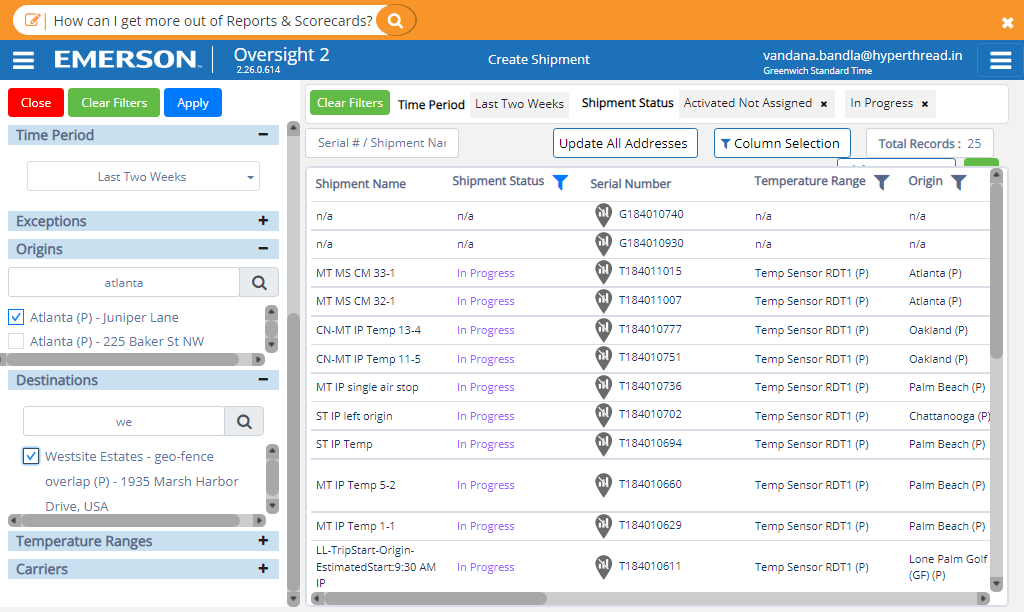 How can I get more out of Reports & Scorecards?
EMERSON
Oversight 2
2.26.0.614
Create Shipment
vandana.bandla@hyperthread.in
Greenwich Standard Time
Close
Clear Filters
Apply
Time Period
Last Two Weeks
Exceptions
Origins
atlanta
Atlanta (P) - Juniper Lane
Atlanta (P) - 225 Baker St NW
Destinations
we
Westsite Estates - geo-fence
overlap (P) - 1935 Marsh Harbor
Drive, USA
Temperature Ranges
Carriers
Clear Filters Time Period Last Two Weeks Shipment Status Activated Not Assigned × In Progress ×
Serial # / Shipment Nar Update All Addresses Column Selection Total Records : 25
Shipment Name Shipment Status Serial Number Temperature Range Origin
n/a n/a G184010740 n/a n/a
n/a n/a G184010930 n/a n/a
MT MS CM 33-1 In Progress T184011015 Temp Sensor RDT1 (P) Atlanta (P)
MT MS CM 32-1 In Progress T184011007 Temp Sensor RDT1 (P) Atlanta (P)
CN-MT IP Temp 13-4 In Progress T184010777 Temp Sensor RDT1 (P) Oakland (P)
CN-MT IP Temp 11-5 In Progress T184010751 Temp Sensor RDT1 (P) Oakland (P)
MT IP single air stop In Progress T184010736 Temp Sensor RDT1 (P) Palm Beach (P)
ST IP left origin In Progress T184010702 Temp Sensor RDT1 (P) Chattanooga (P)
ST IP Temp In Progress T184010694 Temp Sensor RDT1 (P) Palm Beach (P)
MT IP Temp 5-2 In Progress T184010660 Temp Sensor RDT1 (P) Palm Beach (P)
MT IP Temp 1-1 In Progress T184010629 Temp Sensor RDT1 (P) Palm Beach (P)
LL-TripStart-Origin-
EstimatedStart:9:30 AM
IP
In Progress T184010611 Temp Sensor RDT1 (P)
Lone Palm Golf
(GF) (P)